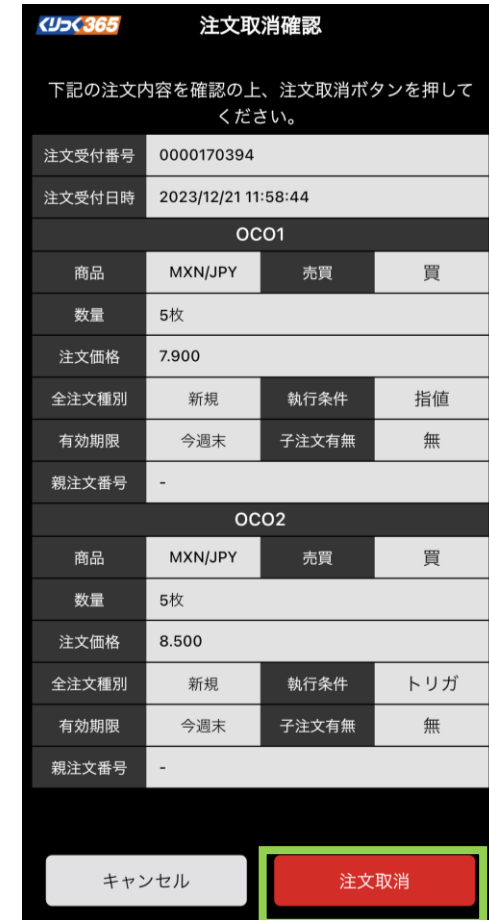 くりっく365 注文取消確認
下記の注文内容を確認の上、注文取消ボタンを押して
ください。
注文受付番号 0000170394
注文受付日時 2023/12/21 11:58:44
OCO1
商品 MXN/JPY 売買 買
数量 5枚
注文価格 7.900
全注文種別 新規 執行条件 指値
有効期限 今週末 子注文有無 無
親注文番号 -
OCO2
商品 MXN/JPY 売買 買
数量 5枚
注文価格 8.500
全注文種別 新規 執行条件 トリガ
有効期限 今週末 子注文有無 無
親注文番号 -
キャンセル 注文取消